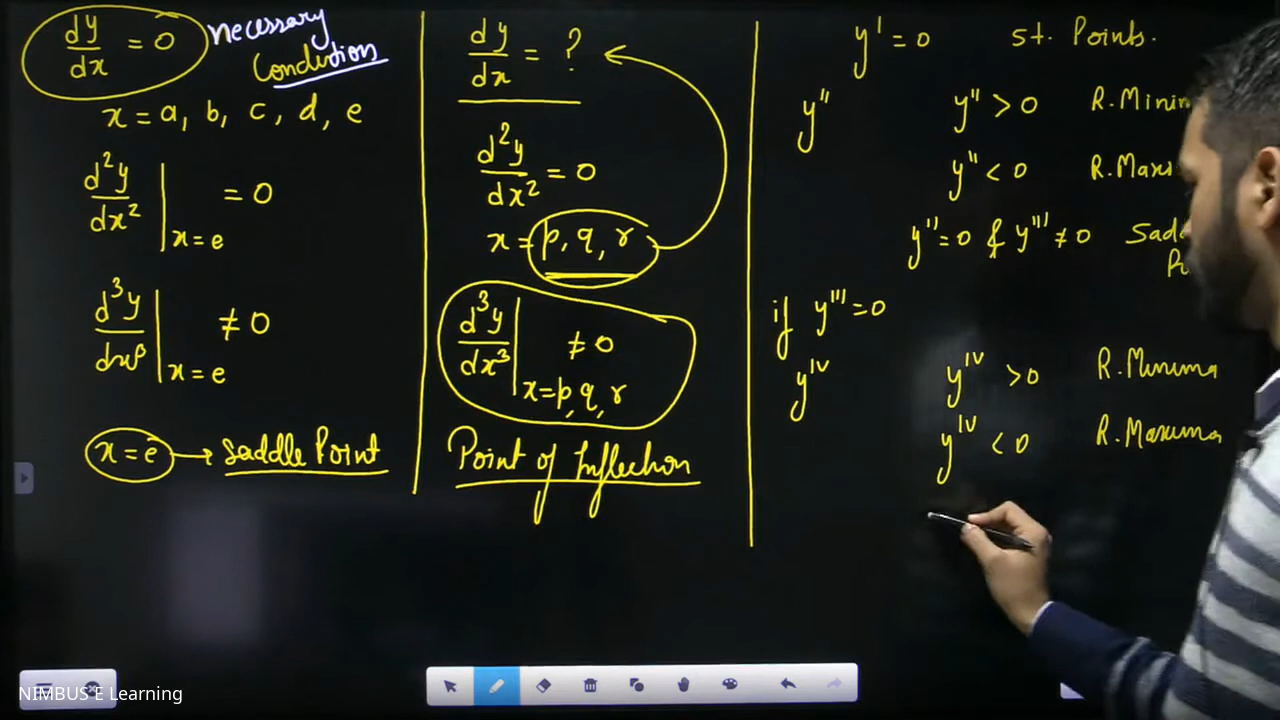 dy/dx = 0 necessary
Condition
x = a, b, c, d, e
d²y/dx² | x=e = 0
d³y/dx³ | x=e ≠ 0
x = e → Saddle Point
dy/dx = ?
d²y/dx² = 0
x = p, q, r
d³y/dx³ | x=p, q, r ≠ 0
Point of Inflection
y' = 0 st. Points.
y'' y'' > 0 R. Minim
y'' < 0 R. Maxi
y'' = 0 & y''' ≠ 0 Sadd
if y''' = 0
y^IV y^IV > 0 R. Minima
y^IV < 0 R. Maxima
NIMBUS E Learning